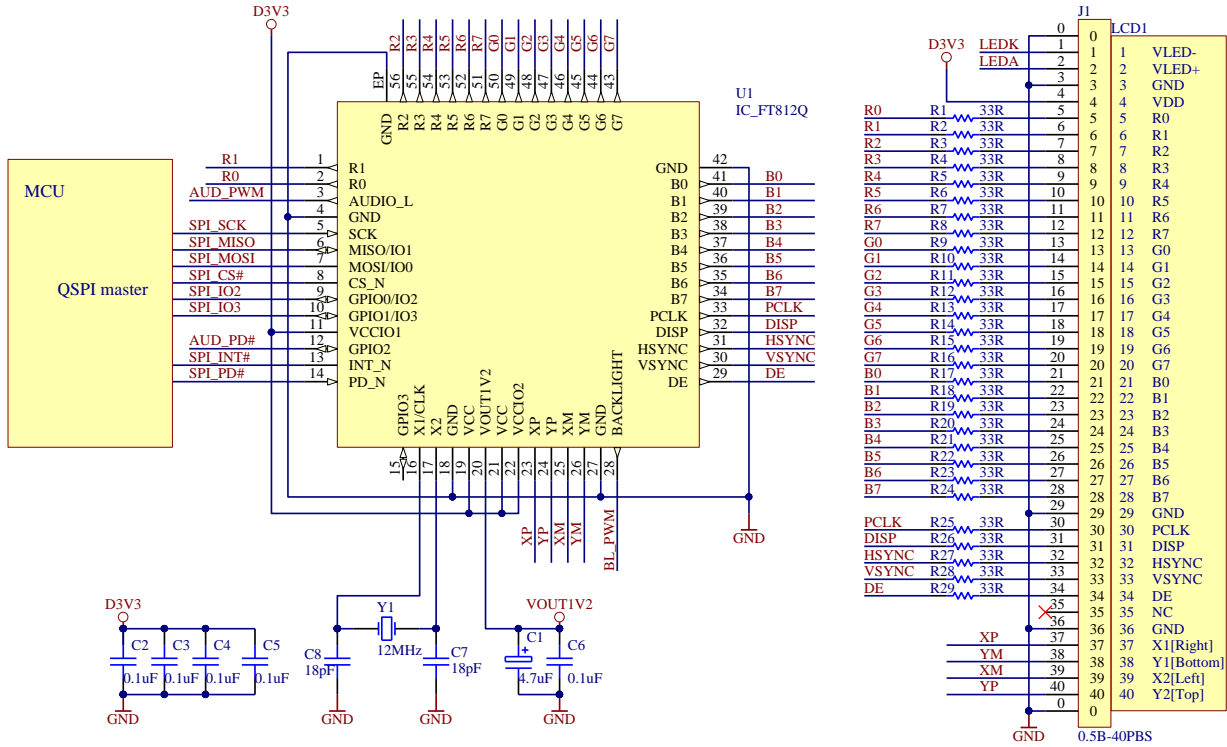 D3V3
R2 R3 R4 R5 R6 R7 G0 G1 G2 G3 G4 G5 G6 G7
EP 56 55 54 53 52 51 50 49 48 47 46 45 44 43
GND R2 R3 R4 R5 R6 R7 G0 G1 G2 G3 G4 G5 G6 G7
U1
IC_FT812Q
MCU
QSPI master
R1 1 R1
R0 2 R0
AUD_PWM 3 AUDIO_L
4 GND
SPI_SCK 5 SCK
SPI_MISO 6 MISO/IO1
SPI_MOSI 7 MOSI/IO0
SPI_CS# 8 CS_N
SPI_IO2 9 GPIO0/IO2
SPI_IO3 10 GPIO1/IO3
11 VCCIO1
AUD_PD# 12 GPIO2
SPI_INT# 13 INT_N
SPI_PD# 14 PD_N
GND 42
B0 41 B0
B1 40 B1
B2 39 B2
B3 38 B3
B4 37 B4
B5 36 B5
B6 35 B6
B7 34 B7
PCLK 33 PCLK
DISP 32 DISP
HSYNC 31 HSYNC
VSYNC 30 VSYNC
DE 29 DE
GPIO3 X1/CLK X2 GND VCC VOUT1V2 VCC VCCIO2 XP YP XM YM GND BACKLIGHT
15 16 17 18 19 20 21 22 23 24 25 26 27 28
XP YP XM YM BL_PWM
GND
D3V3
C2 C3 C4 C5
0.1uF 0.1uF 0.1uF 0.1uF
GND
C8
18pF
GND
Y1
12MHz
C7
18pF
GND
VOUT1V2
C1
4.7uF
C6
0.1uF
GND
J1
LCD1
D3V3
0 0
LEDK 1 1 1 VLED-
LEDA 2 2 2 VLED+
3 3 3 GND
4 4 4 VDD
R0 R1 33R 5 5 5 R0
R1 R2 33R 6 6 6 R1
R2 R3 33R 7 7 7 R2
R3 R4 33R 8 8 8 R3
R4 R5 33R 9 9 9 R4
R5 R6 33R 10 10 10 R5
R6 R7 33R 11 11 11 R6
R7 R8 33R 12 12 12 R7
G0 R9 33R 13 13 13 G0
G1 R10 33R 14 14 14 G1
G2 R11 33R 15 15 15 G2
G3 R12 33R 16 16 16 G3
G4 R13 33R 17 17 17 G4
G5 R14 33R 18 18 18 G5
G6 R15 33R 19 19 19 G6
G7 R16 33R 20 20 20 G7
B0 R17 33R 21 21 21 B0
B1 R18 33R 22 22 22 B1
B2 R19 33R 23 23 23 B2
B3 R20 33R 24 24 24 B3
B4 R21 33R 25 25 25 B4
B5 R22 33R 26 26 26 B5
B6 R23 33R 27 27 27 B6
B7 R24 33R 28 28 28 B7
29 29 29 GND
PCLK R25 33R 30 30 30 PCLK
DISP R26 33R 31 31 31 DISP
HSYNC R27 33R 32 32 32 HSYNC
VSYNC R28 33R 33 33 33 VSYNC
DE R29 33R 34 34 34 DE
35 35 35 NC
36 36 36 GND
XP 37 37 37 X1[Right]
YM 38 38 38 Y1[Bottom]
XM 39 39 39 X2[Left]
YP 40 40 40 Y2[Top]
0 0
GND
0.5B-40PBS